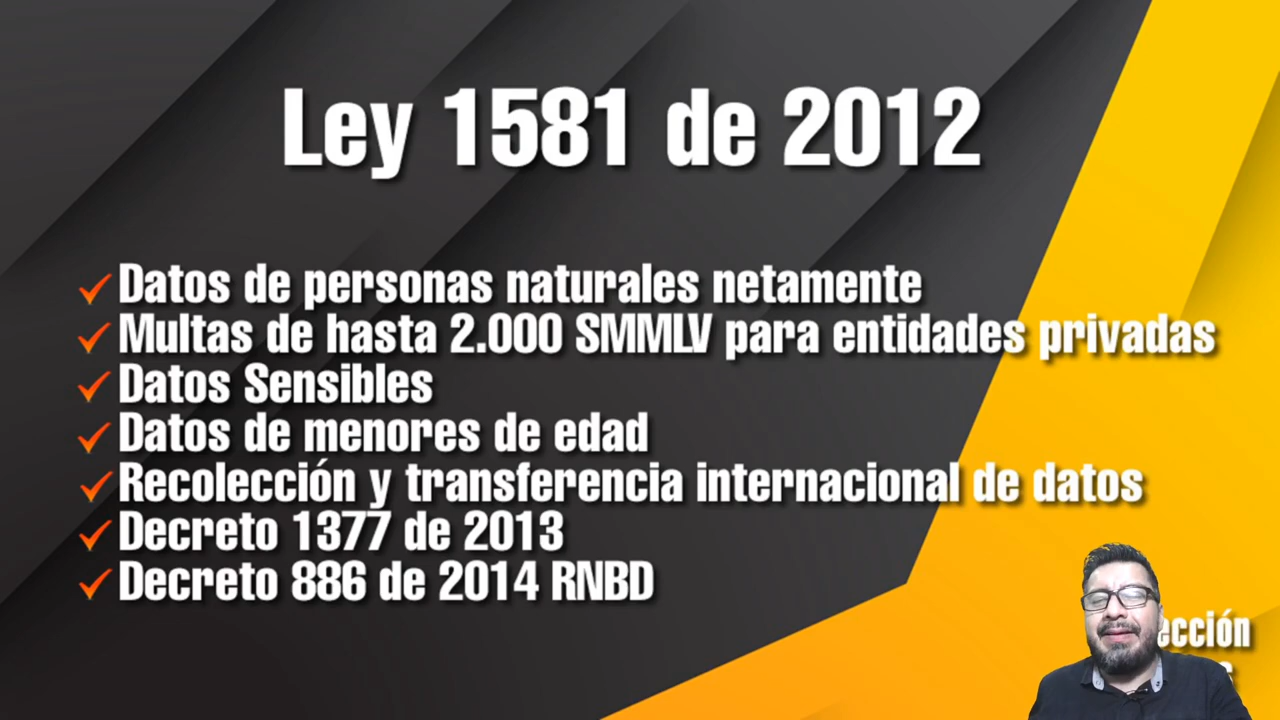 Ley 1581 de 2012
Datos de personas naturales netamente
Multas de hasta 2.000 SMMLV para entidades privadas
Datos Sensibles
Datos de menores de edad
Recolección y transferencia internacional de datos
Decreto 1377 de 2013
Decreto 886 de 2014 RNBD